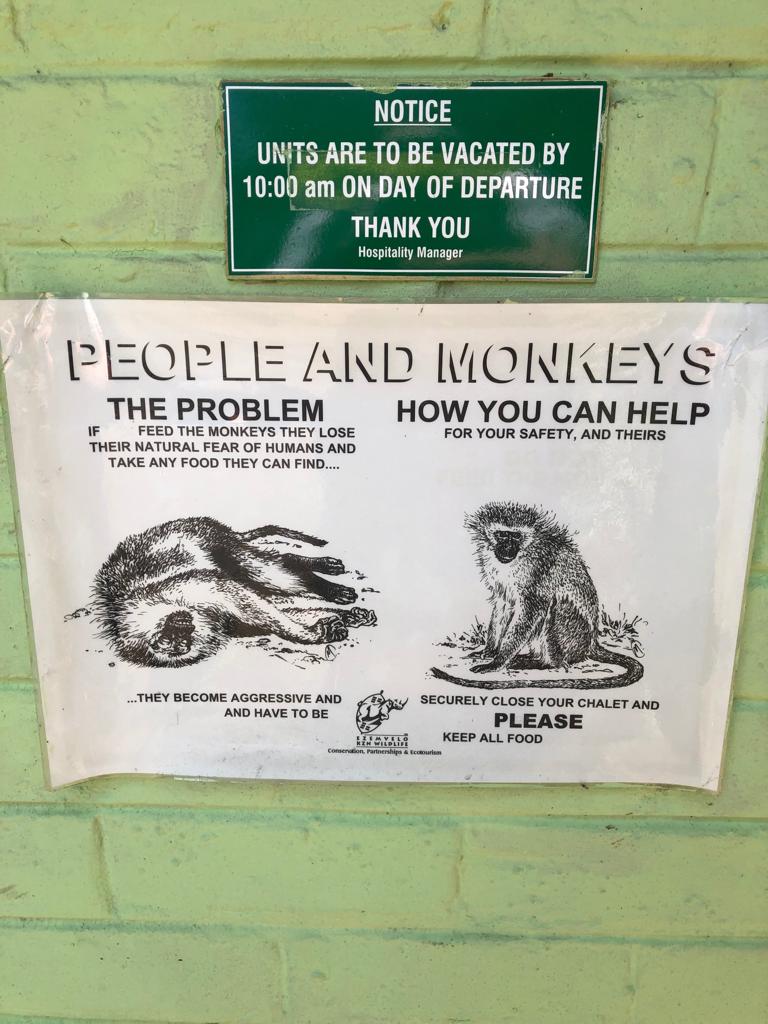 NOTICE
UNITS ARE TO BE VACATED BY
10:00 am ON DAY OF DEPARTURE
THANK YOU
Hospitality Manager
PEOPLE AND MONKEYS
THE PROBLEM
IF FEED THE MONKEYS THEY LOSE
THEIR NATURAL FEAR OF HUMANS AND
TAKE ANY FOOD THEY CAN FIND....
HOW YOU CAN HELP
FOR YOUR SAFETY, AND THEIRS
...THEY BECOME AGGRESSIVE AND
AND HAVE TO BE
EZEMVELO
KZN WILDLIFE
Conservation, Partnerships & Ecotourism
SECURELY CLOSE YOUR CHALET AND
PLEASE
KEEP ALL FOOD